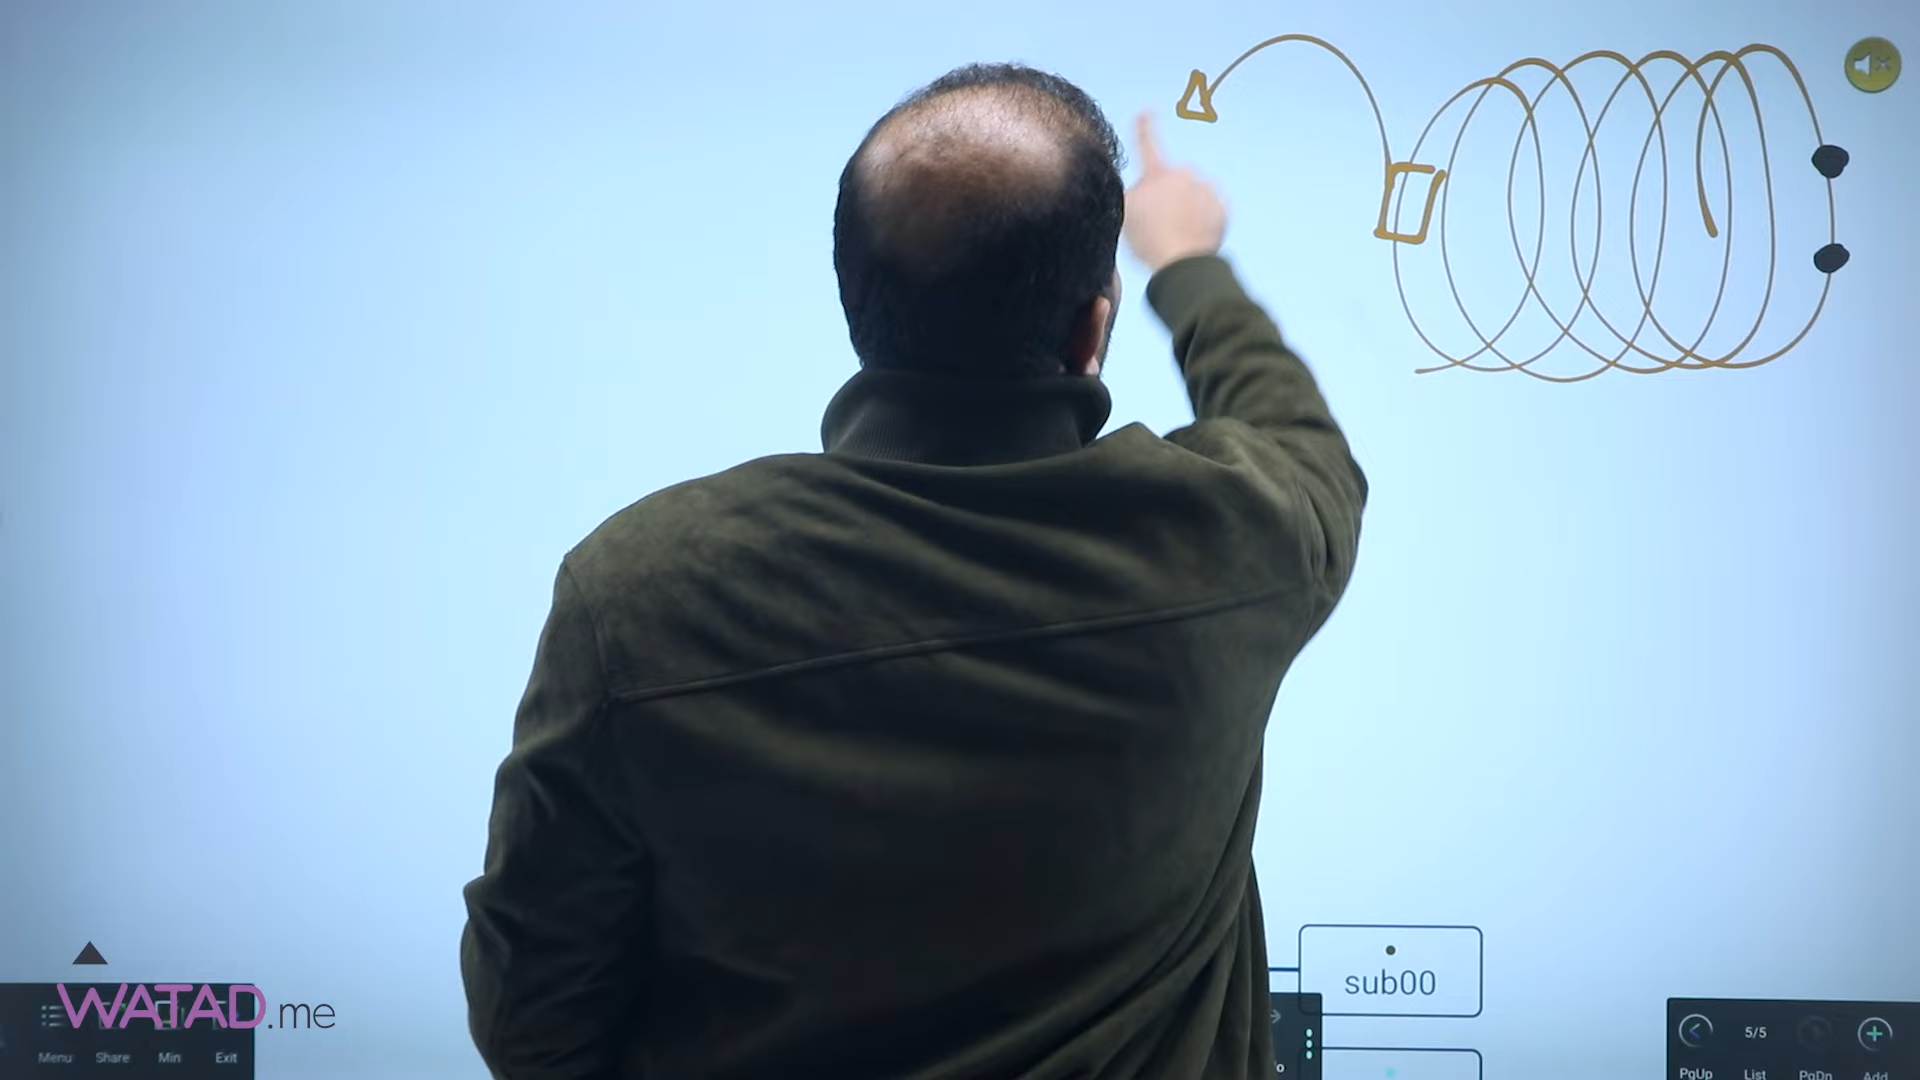 sub00
WATAD.me
Menu Share Min Exit
5/5
PgUp List PgDn Add